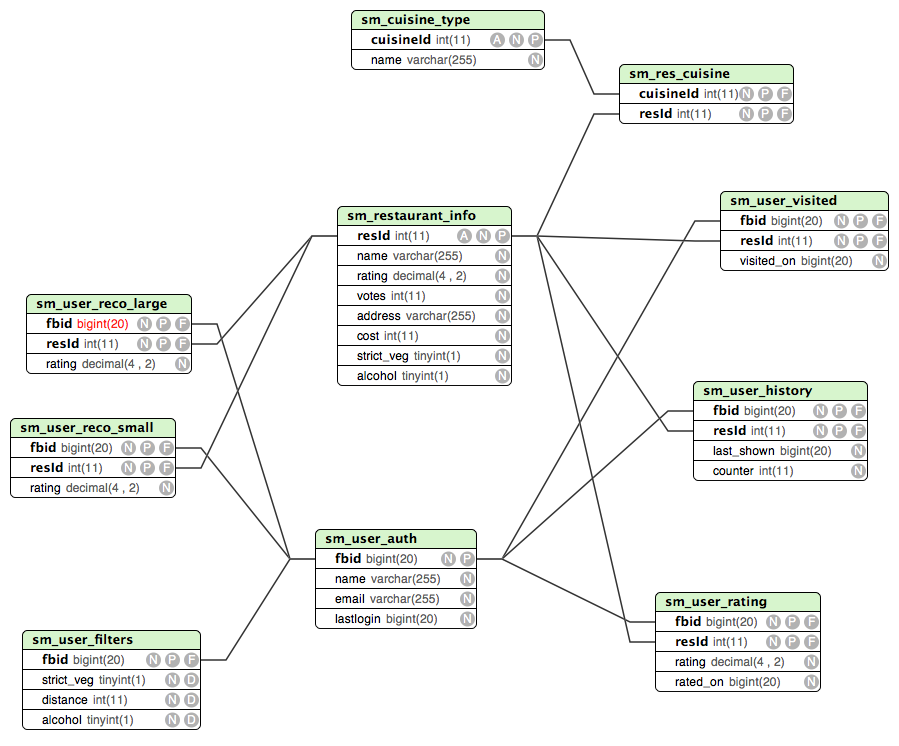 sm_cuisine_type
cuisineId int(11) A N P
name varchar(255) N
sm_res_cuisine
cuisineId int(11) N P F
resId int(11) N P F
sm_restaurant_info
resId int(11) A N P
name varchar(255) N
rating decimal(4 , 2) N
votes int(11) N
address varchar(255) N
cost int(11) N
strict_veg tinyint(1) N
alcohol tinyint(1) N
sm_user_visited
fbid bigint(20) N P F
resId int(11) N P F
visited_on bigint(20) N
sm_user_reco_large
fbid bigint(20) N P F
resId int(11) N P F
rating decimal(4 , 2) N
sm_user_history
fbid bigint(20) N P F
resId int(11) N P F
last_shown bigint(20) N
counter int(11) N
sm_user_reco_small
fbid bigint(20) N P F
resId int(11) N P F
rating decimal(4 , 2) N
sm_user_auth
fbid bigint(20) N P
name varchar(255) N
email varchar(255) N
lastlogin bigint(20) N
sm_user_rating
fbid bigint(20) N P F
resId int(11) N P F
rating decimal(4 , 2) N
rated_on bigint(20) N
sm_user_filters
fbid bigint(20) N P F
strict_veg tinyint(1) N D
distance int(11) N D
alcohol tinyint(1) N D